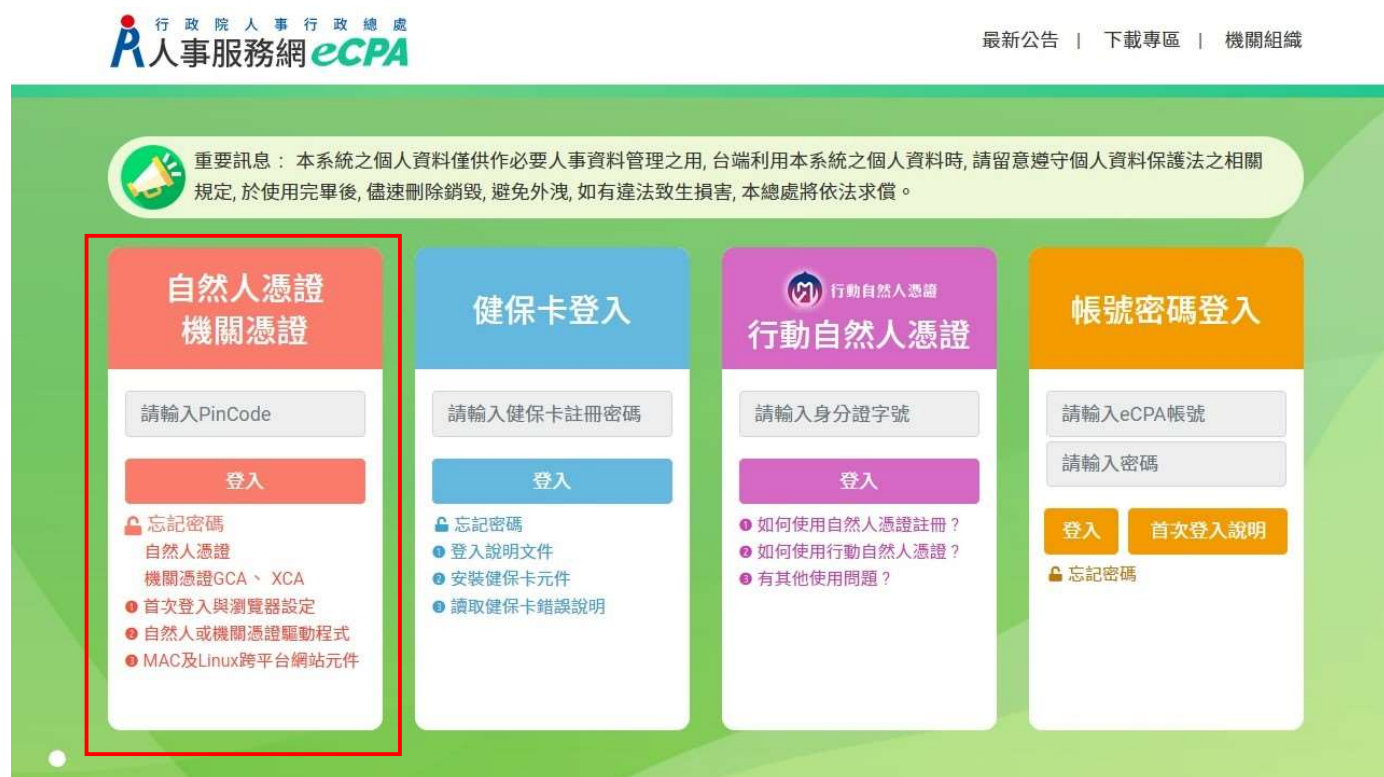 行政院人事行政總處
人事服務網eCPA
最新公告 | 下載專區 | 機關組織
重要訊息： 本系統之個人資料僅供作必要人事資料管理之用, 台端利用本系統之個人資料時, 請留意遵守個人資料保護法之相關
規定, 於使用完畢後, 儘速刪除銷毀, 避免外洩, 如有違法致生損害, 本總處將依法求償。
自然人憑證
機關憑證
請輸入PinCode
登入
忘記密碼
自然人憑證
機關憑證GCA、 XCA
❶ 首次登入與瀏覽器設定
❷ 自然人或機關憑證驅動程式
❸ MAC及Linux跨平台網站元件
健保卡登入
請輸入健保卡註冊密碼
登入
忘記密碼
❶ 登入說明文件
❷ 安裝健保卡元件
❸ 讀取健保卡錯誤說明
行動自然人憑證
行動自然人憑證
請輸入身分證字號
登入
❶ 如何使用自然人憑證註冊？
❷ 如何使用行動自然人憑證？
❸ 有其他使用問題？
帳號密碼登入
請輸入eCPA帳號
請輸入密碼
登入 首次登入說明
忘記密碼